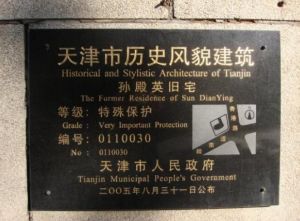 天津市历史风貌建筑
Historical and Stylistic Architecture of Tianjin
孙殿英旧宅
The Former Residence of Sun DianYing
等级：特殊保护
Grade : Very Important Protection
编号：0110030
No : 0110030
天津市人民政府
Tianjin Municipal People's Government
二〇〇五年八月三十一日公布